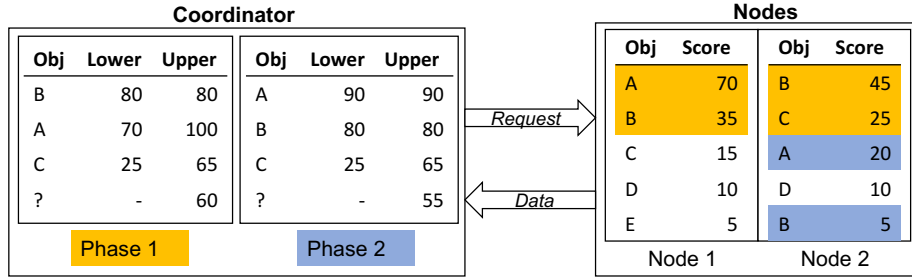 Coordinator
Obj Lower Upper
B 80 80
A 70 100
C 25 65
? - 60
Phase 1
Obj Lower Upper
A 90 90
B 80 80
C 25 65
? - 55
Phase 2
Request
Data
Nodes
Obj Score
A 70
B 35
C 15
D 10
E 5
Node 1
Obj Score
B 45
C 25
A 20
D 10
B 5
Node 2